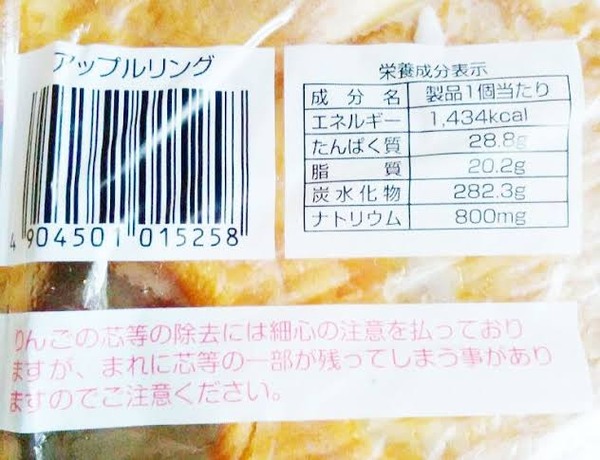 アップルリング
4 904501 015258
栄養成分表示
成分名 製品1個当たり
エネルギー 1,434kcal
たんぱく質 28.8g
脂質 20.2g
炭水化物 282.3g
ナトリウム 800mg
りんごの芯等の除去には細心の注意を払っており
ますが、まれに芯等の一部が残ってしまう事があり
ますのでご注意ください。